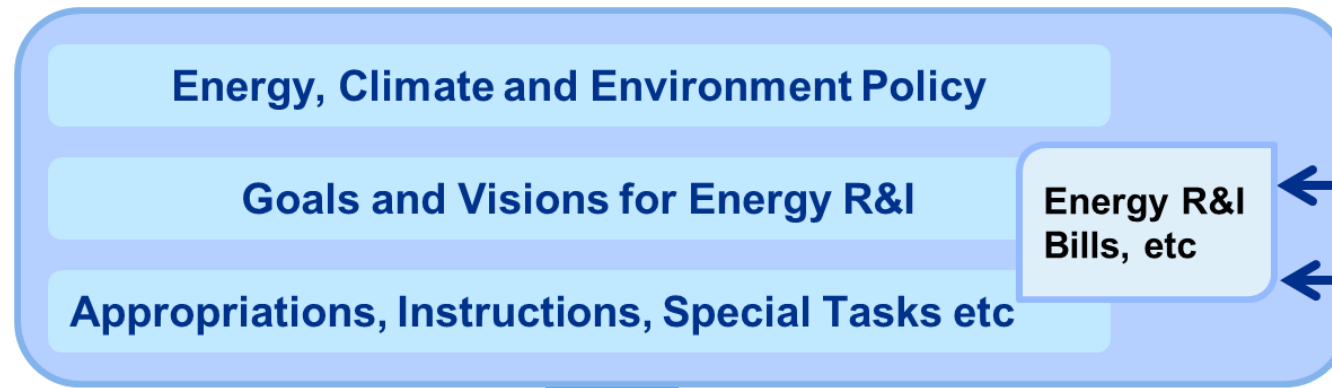 Energy, Climate and Environment Policy
Goals and Visions for Energy R&I
Energy R&I
Bills, etc
Appropriations, Instructions, Special Tasks etc